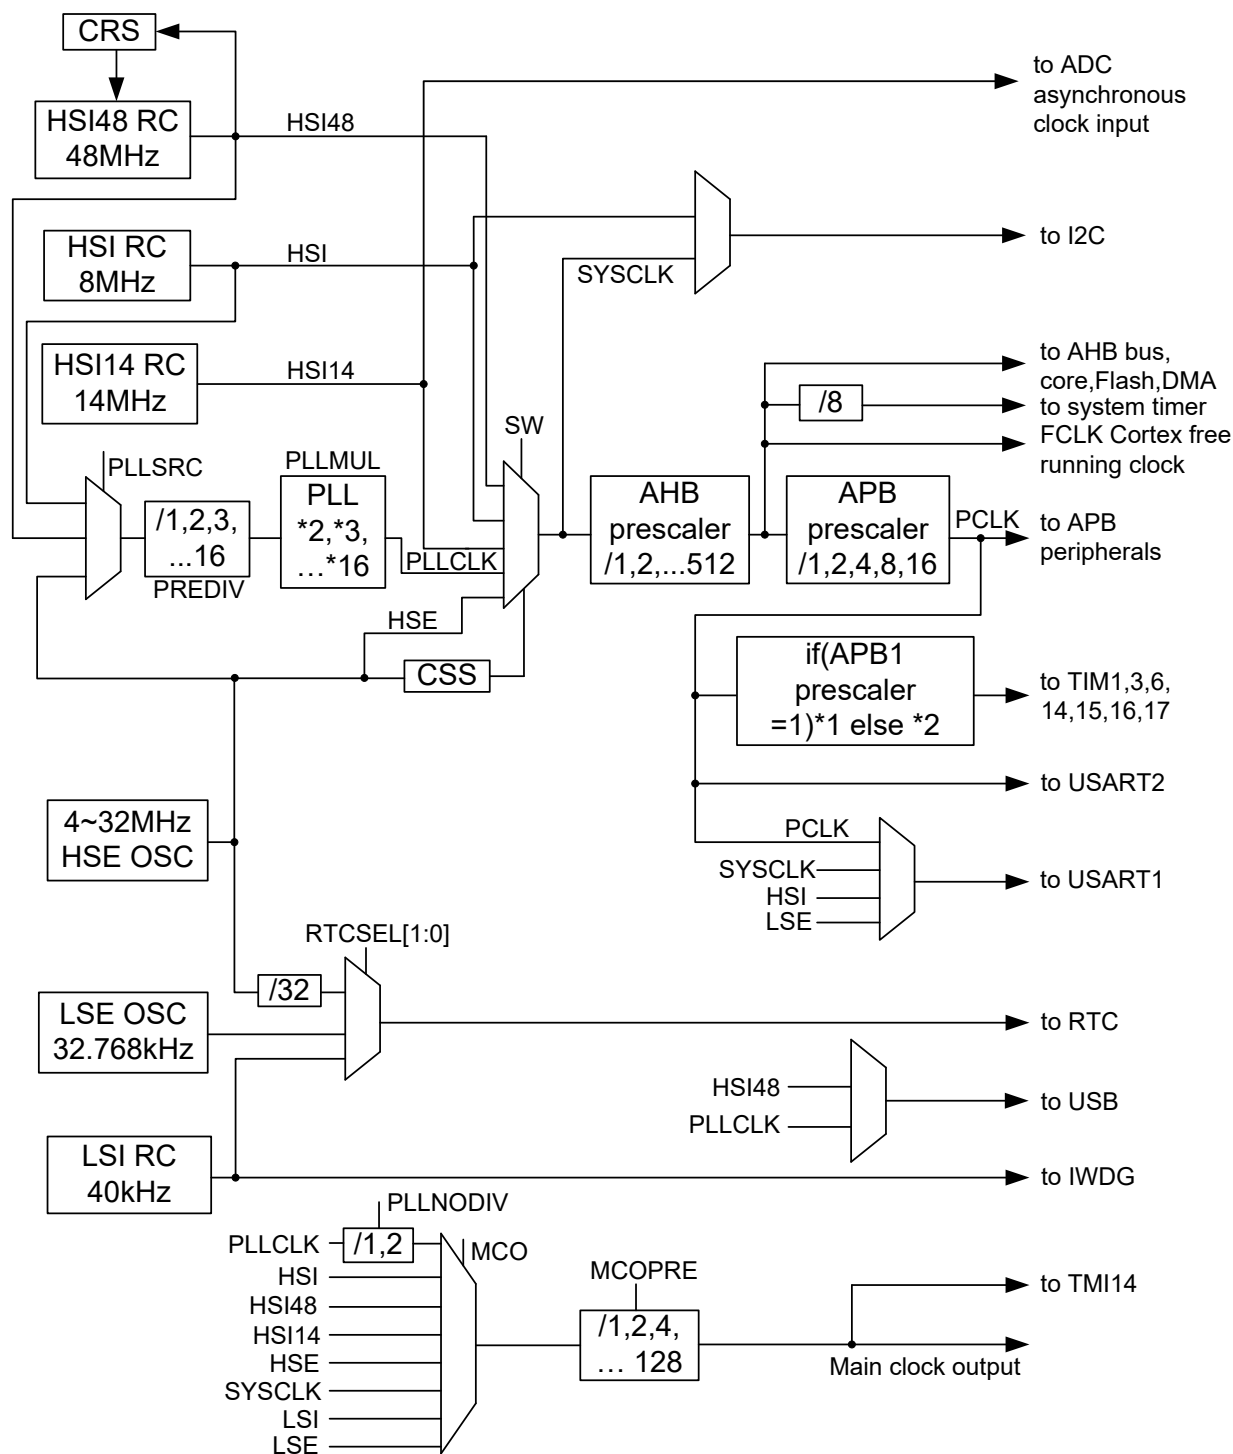 CRS
to ADC
asynchronous
clock input
HSI48 RC
48MHz
HSI48
HSI RC
8MHz
HSI
SYSCLK
to I2C
HSI14 RC
14MHz
HSI14
to AHB bus,
core,Flash,DMA
/8
to system timer
FCLK Cortex free
running clock
SW
PLLSRC
/1,2,3,
...16
PREDIV
PLLMUL
PLL
*2,*3,
...*16
PLLCLK
AHB
prescaler
/1,2,...512
APB
prescaler
/1,2,4,8,16
PCLK
to APB
peripherals
HSE
CSS
if(APB1
prescaler
=1)*1 else *2
to TIM1,3,6,
14,15,16,17
to USART2
4~32MHz
HSE OSC
PCLK
SYSCLK
HSI
LSE
to USART1
RTCSEL[1:0]
/32
LSE OSC
32.768kHz
to RTC
HSI48
PLLCLK
to USB
LSI RC
40kHz
to IWDG
PLLNODIV
PLLCLK
/1,2
MCO
HSI
HSI48
HSI14
HSE
SYSCLK
LSI
LSE
MCOPRE
/1,2,4,
... 128
to TMI14
Main clock output